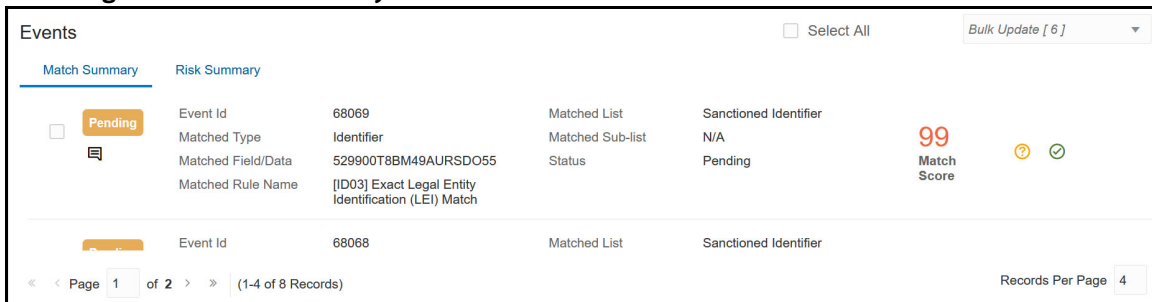 Events
Select All
Bulk Update [ 6 ]
Match Summary
Risk Summary
Pending
Event Id 68069 Matched List Sanctioned Identifier
Matched Type Identifier Matched Sub-list N/A
Matched Field/Data 529900T8BM49AURSDO55 Status Pending
Matched Rule Name [ID03] Exact Legal Entity
Identification (LEI) Match
99
Match
Score
Event Id 68068 Matched List Sanctioned Identifier
« < Page 1 of 2 > » (1-4 of 8 Records)
Records Per Page 4